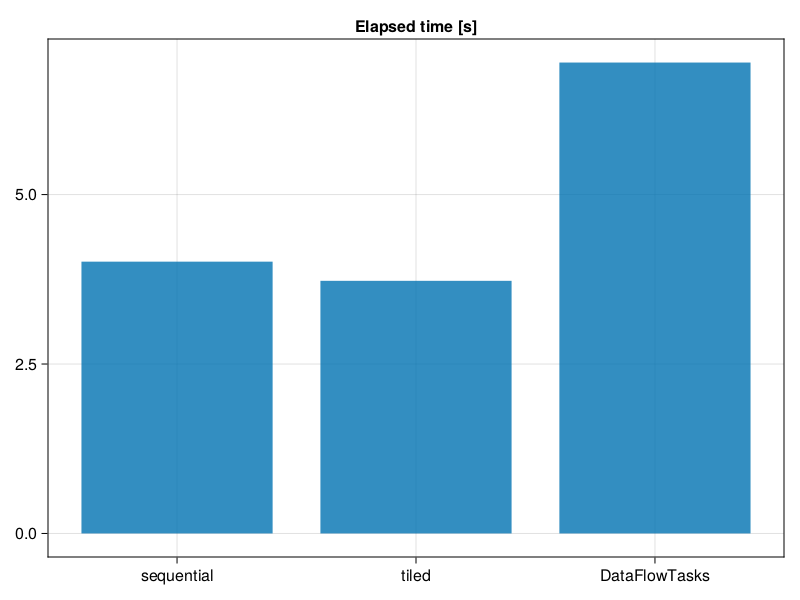 Elapsed time [s]
5.0
2.5
0.0
sequential
tiled
DataFlowTasks